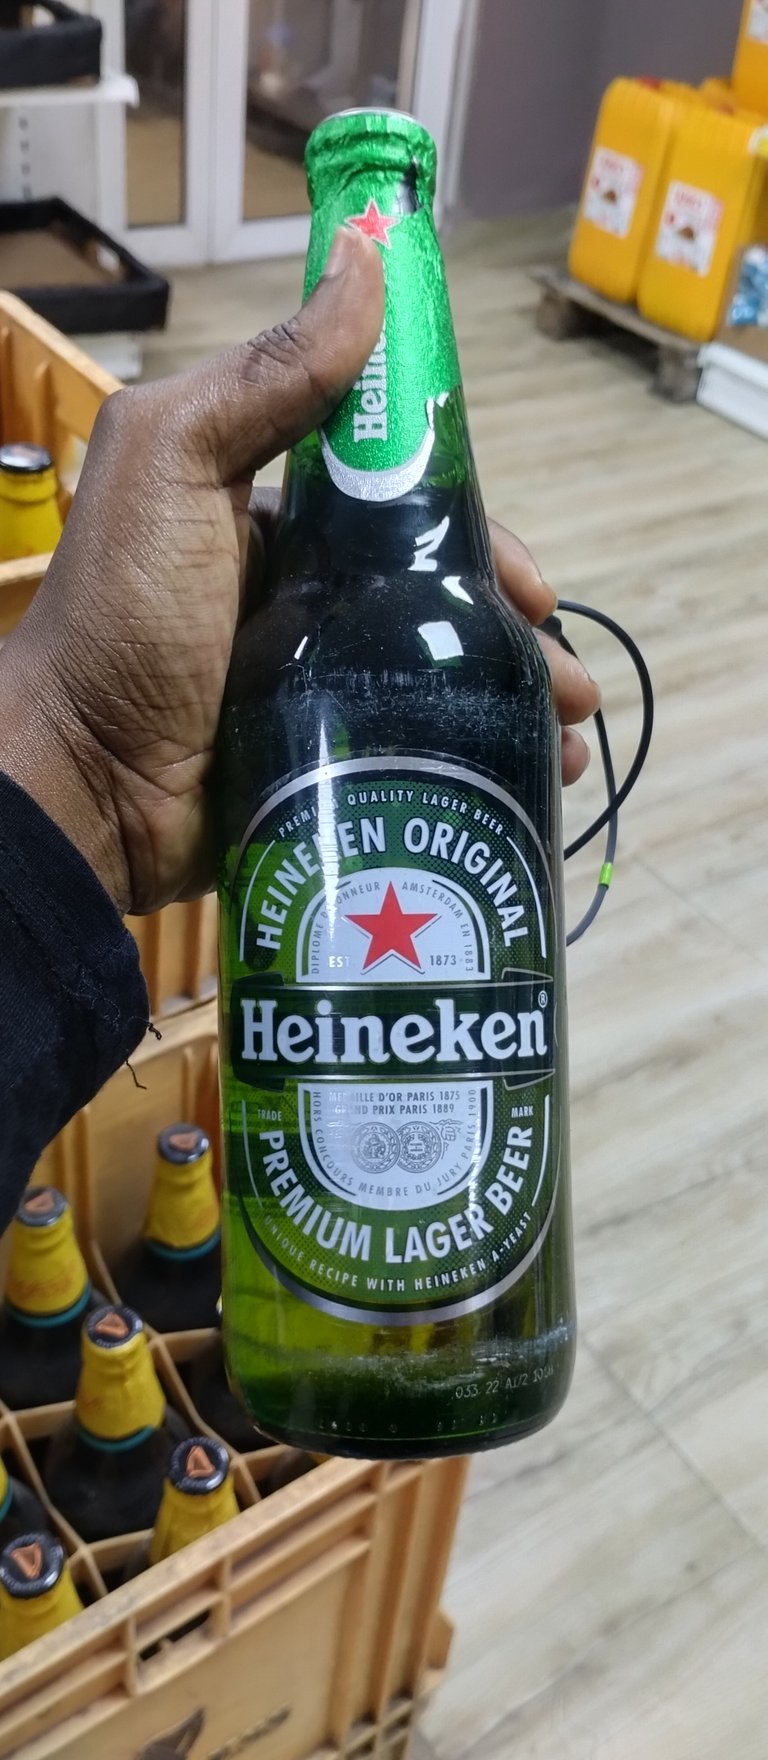 Heine
PREMIUM QUALITY LAGER BEER
HEINEKEN ORIGINAL
DIPLOME D'HONNEUR AMSTERDAM EN 1883
EST. 1873
Heineken®
MEDAILLE D'OR PARIS 1875
GRAND PRIX PARIS 1889
HORS CONCOURS MEMBRE DU JURY PARIS 1900
TRADE MARK
PREMIUM LAGER BEER
UNIQUE RECIPE WITH HEINEKEN A-YEAST